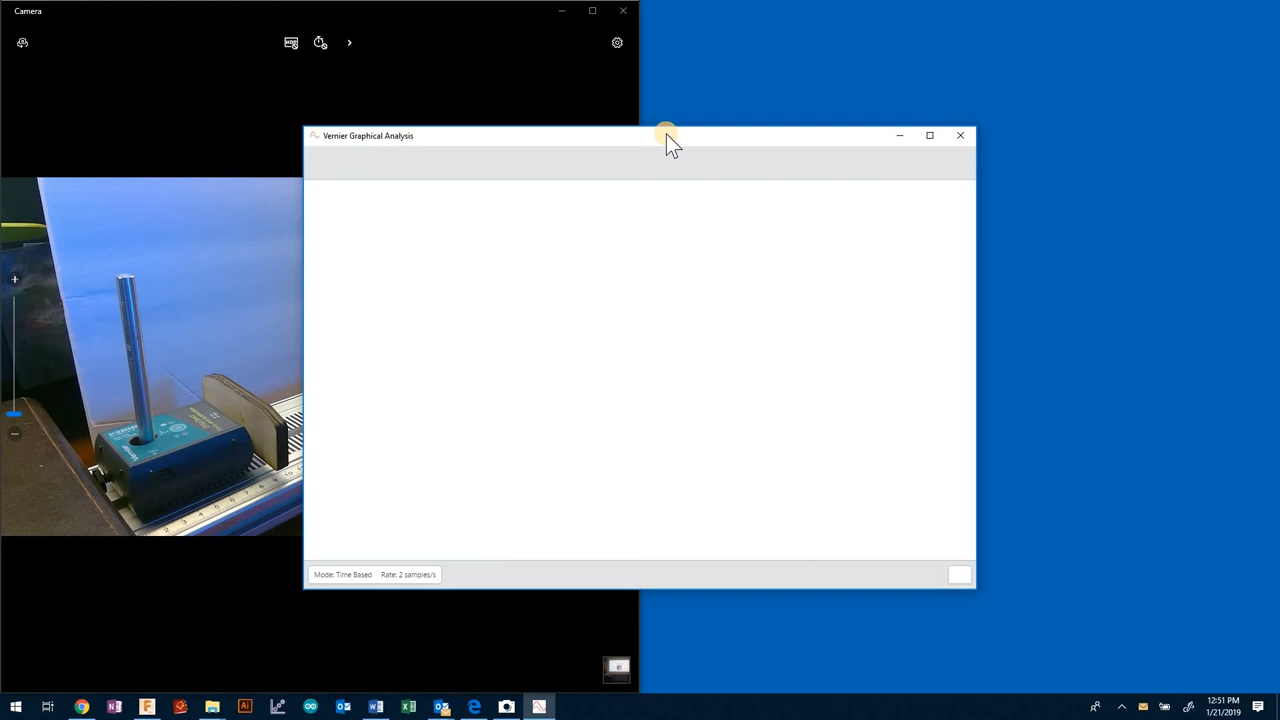 Camera
Vernier Graphical Analysis
Mode: Time Based Rate: 2 samples/s
12:51 PM
1/21/2019